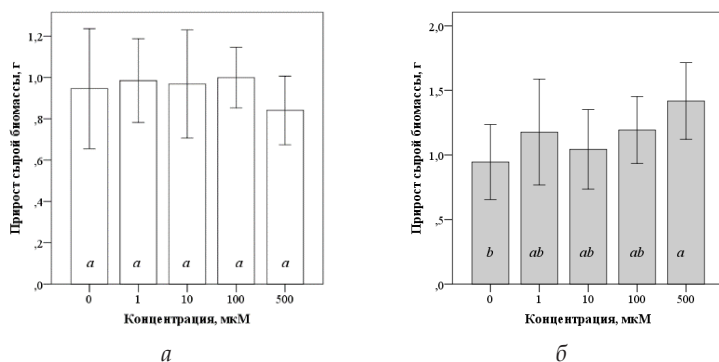 Прирост сырой биомассы, г
1,2
1,0
,8
,6
,4
,2
,0
a a a a a
0 1 10 100 500
Концентрация, мкМ
а
Прирост сырой биомассы, г
2,0
1,5
1,0
,5
,0
b ab ab ab a
0 1 10 100 500
Концентрация, мкМ
б